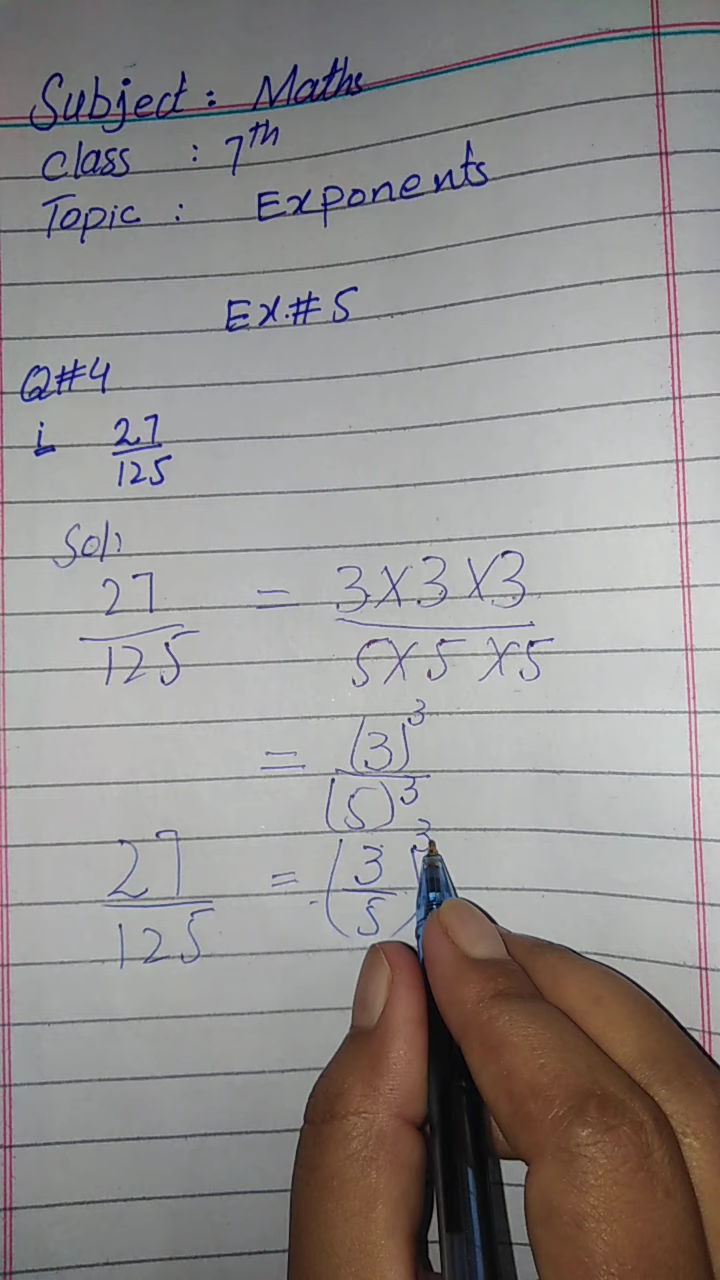 Subject: Maths
Class : 7th
Topic : Exponents
Ex.# 5
Q#4
i 27/125
Sol:
27/125 = 3×3×3/5×5×5
= (3)³/(5)³
27/125 = (3/5)³